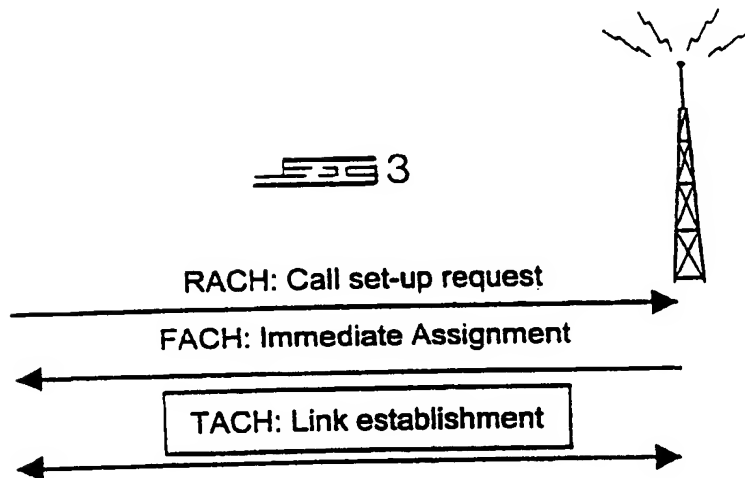 3
RACH: Call set-up request
FACH: Immediate Assignment
TACH: Link establishment